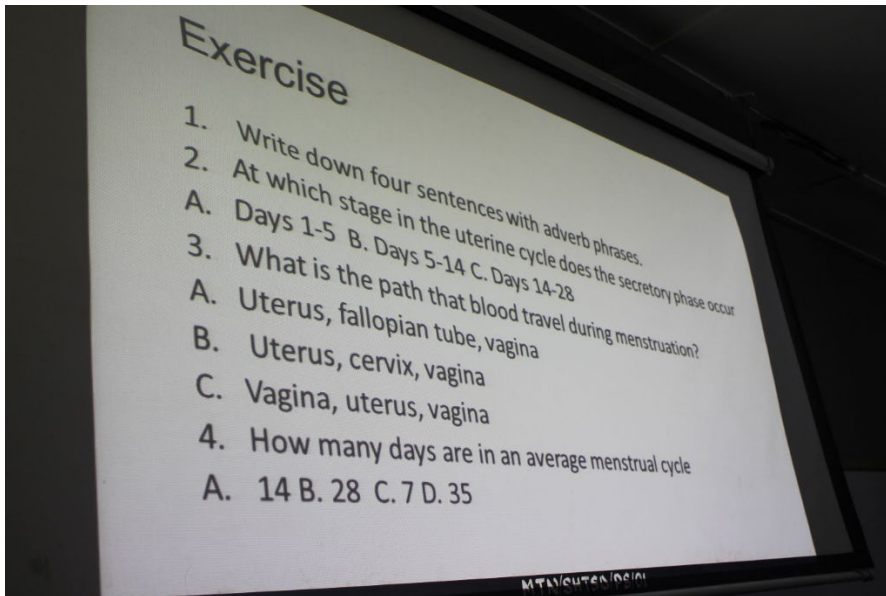 Exercise
1. Write down four sentences with adverb phrases.
2. At which stage in the uterine cycle does the secretory phase occur
A. Days 1-5 B. Days 5-14 C. Days 14-28
3. What is the path that blood travel during menstruation?
A. Uterus, fallopian tube, vagina
B. Uterus, cervix, vagina
C. Vagina, uterus, vagina
4. How many days are in an average menstrual cycle
A. 14 B. 28 C. 7 D. 35